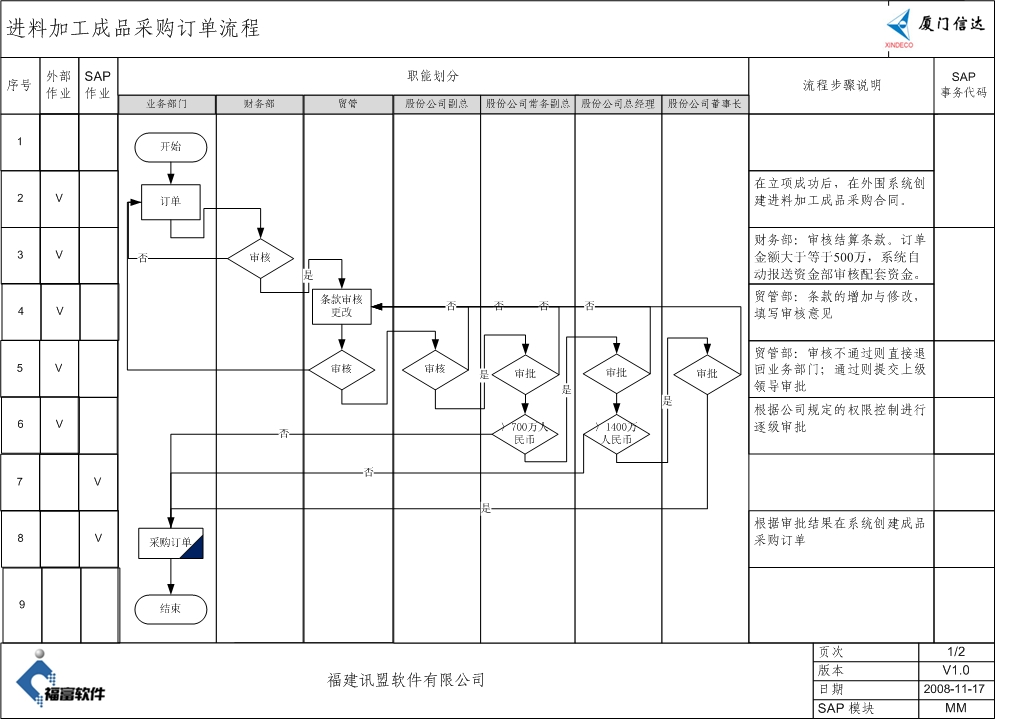 进料加工成品采购订单流程
厦门信达
XINDECO
序号
外部
作业
SAP
作业
职能划分
流程步骤说明
SAP
事务代码
业务部门
财务部
贸管
股份公司副总
股份公司常务副总
股份公司总经理
股份公司董事长
1
开始
2
V
订单
在立项成功后，在外围系统创
建进料加工成品采购合同.
3
V
否
审核
是
财务部：审核结算条款。订单
金额大于等于500万，系统自
动报送资金部审核配套资金。
4
V
条款审核
更改
否
否
否
否
贸管部：条款的增加与修改，
填写审核意见
5
V
审核
审核
是
审批
是
审批
是
审批
贸管部：审核不通过则直接退
回业务部门；通过则提交上级
领导审批
6
V
否
〉700万人
民币
〉1400万
人民币
根据公司规定的权限控制进行
逐级审批
7
V
否
是
8
V
采购订单
根据审批结果在系统创建成品
采购订单
9
结束
福富软件
福建讯盟软件有限公司
页次
1/2
版本
V1.0
日期
2008-11-17
SAP 模块
MM